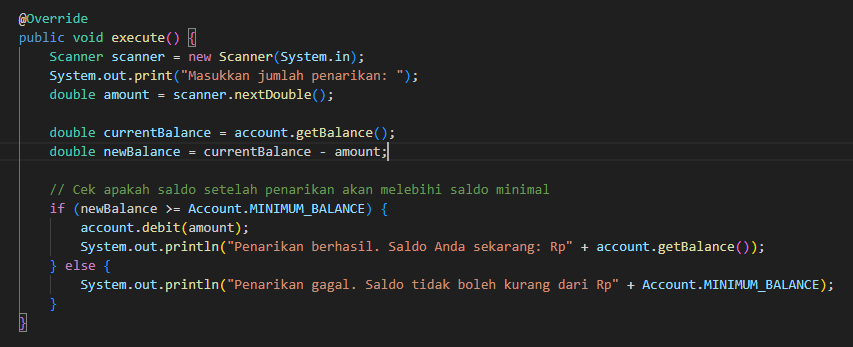 @Override
public void execute() {
    Scanner scanner = new Scanner(System.in);
    System.out.print("Masukkan jumlah penarikan: ");
    double amount = scanner.nextDouble();

    double currentBalance = account.getBalance();
    double newBalance = currentBalance - amount;

    // Cek apakah saldo setelah penarikan akan melebihi saldo minimal
    if (newBalance >= Account.MINIMUM_BALANCE) {
        account.debit(amount);
        System.out.println("Penarikan berhasil. Saldo Anda sekarang: Rp" + account.getBalance());
    } else {
        System.out.println("Penarikan gagal. Saldo tidak boleh kurang dari Rp" + Account.MINIMUM_BALANCE);
    }
}